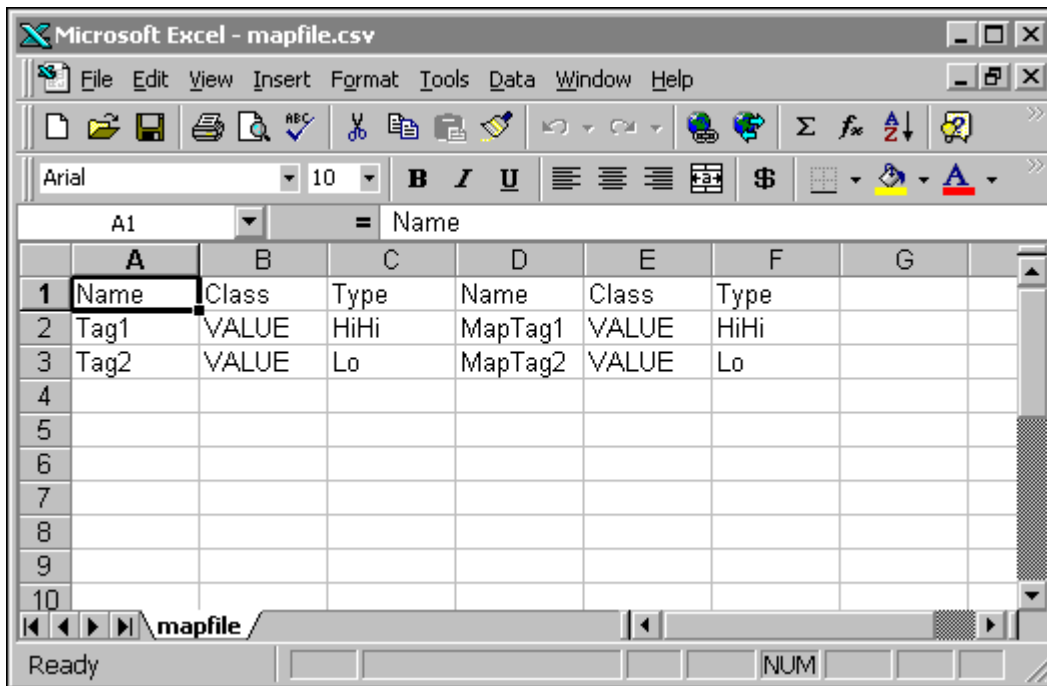 Microsoft Excel - mapfile.csv
File Edit View Insert Format Tools Data Window Help
ABC Σ fx A Z
Arial 10 B I U a $ A
A1 = Name
A B C D E F G
1 Name Class Type Name Class Type
2 Tag1 VALUE HiHi MapTag1 VALUE HiHi
3 Tag2 VALUE Lo MapTag2 VALUE Lo
4
5
6
7
8
9
10
mapfile
Ready NUM